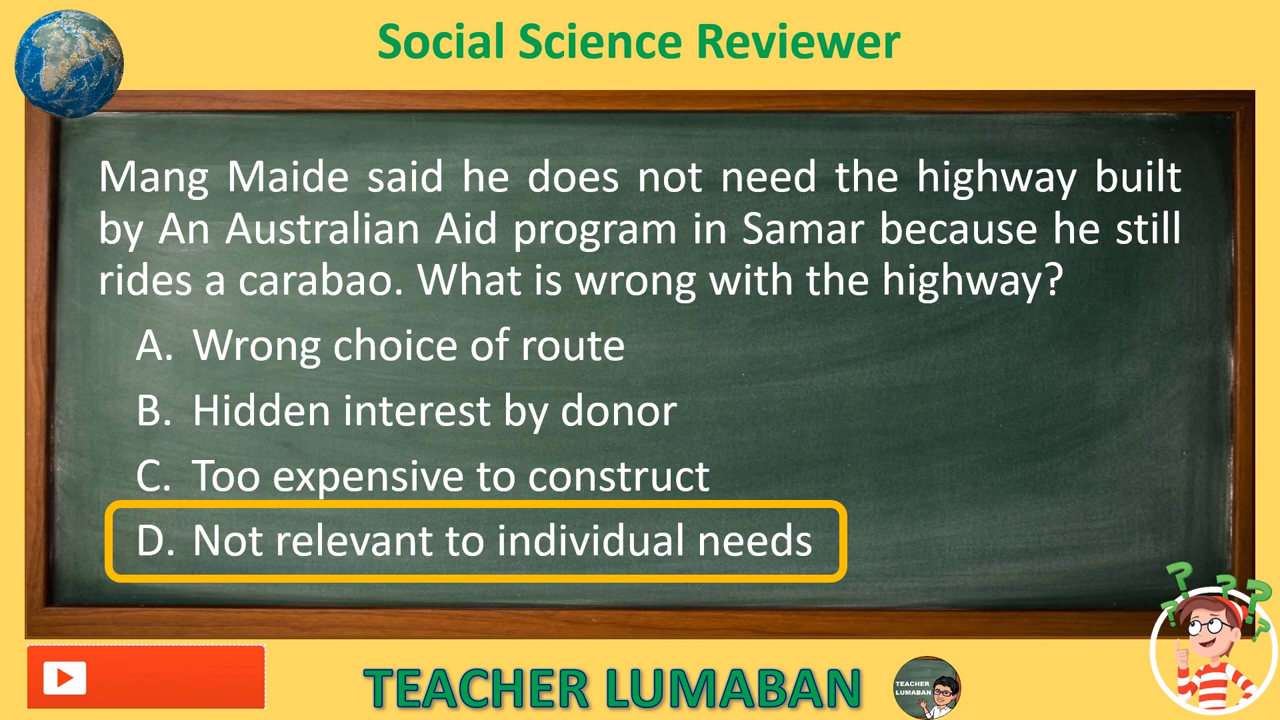 Social Science Reviewer
Mang Maide said he does not need the highway built
by An Australian Aid program in Samar because he still
rides a carabao. What is wrong with the highway?
A. Wrong choice of route
B. Hidden interest by donor
C. Too expensive to construct
D. Not relevant to individual needs
TEACHER LUMABAN
TEACHER
LUMABAN